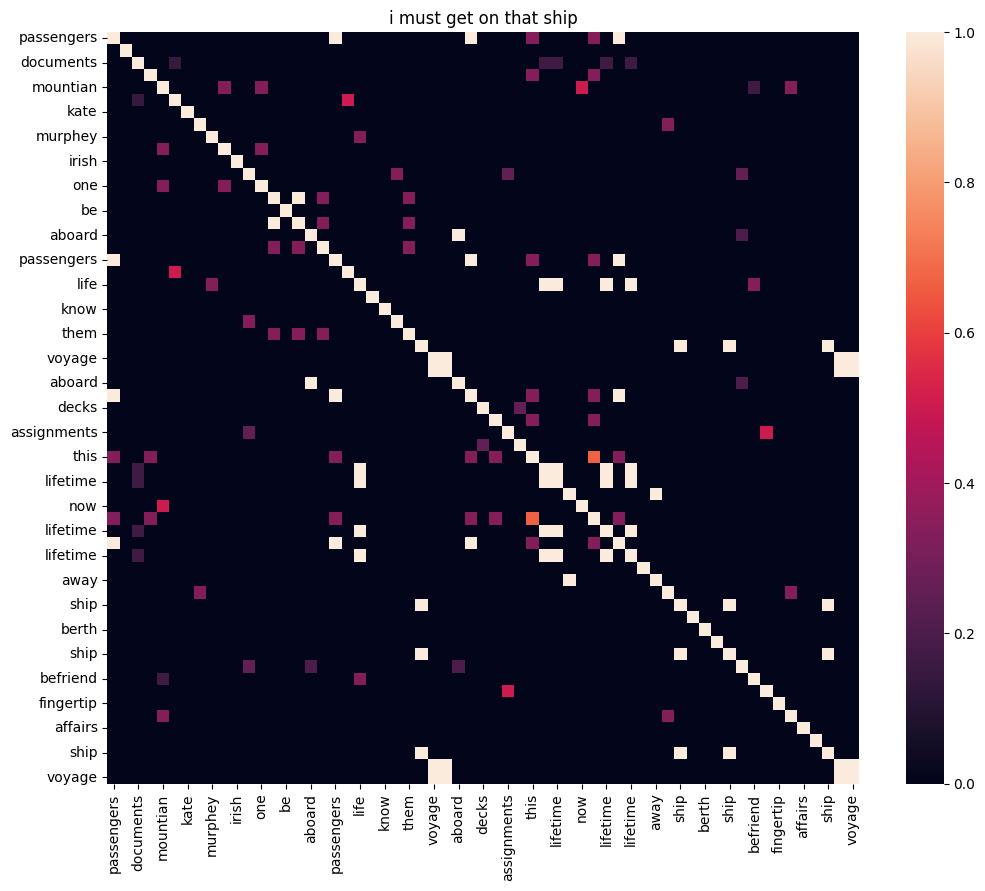 i must get on that ship
passengers
documents
mountian
kate
murphey
irish
one
be
aboard
passengers
life
know
them
voyage
aboard
decks
assignments
this
lifetime
now
lifetime
lifetime
away
ship
berth
ship
befriend
fingertip
affairs
ship
voyage
passengers
documents
mountian
kate
murphey
irish
one
be
aboard
passengers
life
know
them
voyage
aboard
decks
assignments
this
lifetime
now
lifetime
lifetime
away
ship
berth
ship
befriend
fingertip
affairs
ship
voyage
1.0
0.8
0.6
0.4
0.2
0.0